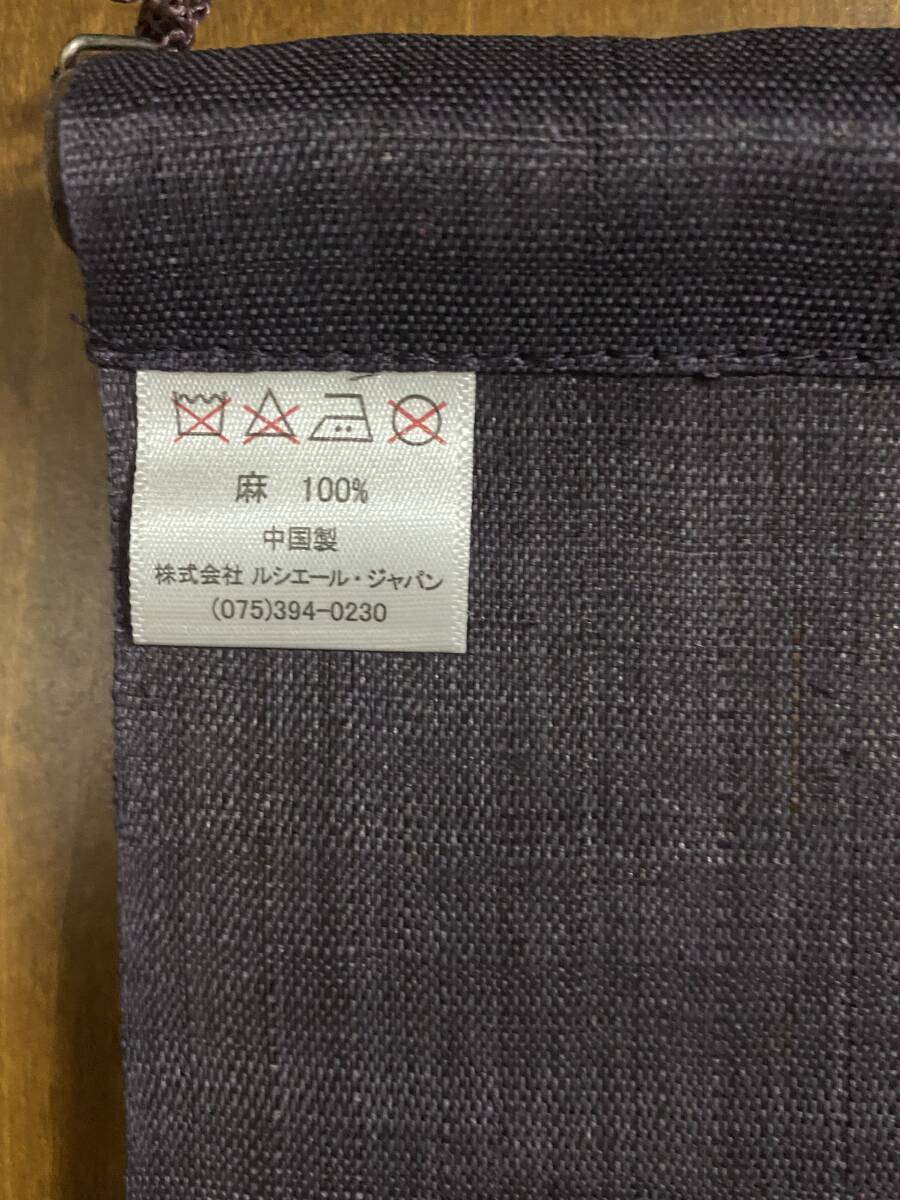 麻 100%
中国製
株式会社 ルシエール・ジャパン
(075)394-0230